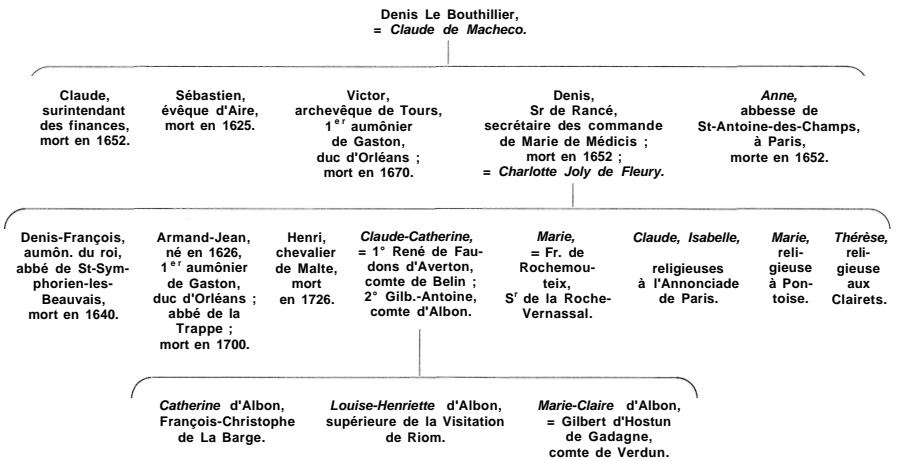 Denis Le Bouthillier,
= Claude de Macheco.
Claude,
surintendant
des finances,
mort en 1652.
Sébastien,
évêque d'Aire,
mort en 1625.
Victor,
archevêque de Tours,
1er aumônier
de Gaston,
duc d'Orléans ;
mort en 1670.
Denis,
Sr de Rancé,
secrétaire des commande
de Marie de Médicis ;
mort en 1652 ;
= Charlotte Joly de Fleury.
Anne,
abbesse de
St-Antoine-des-Champs,
à Paris,
morte en 1652.
Denis-François,
aumôn. du roi,
abbé de St-Sym-
phorien-les-
Beauvais,
mort en 1640.
Armand-Jean,
né en 1626,
1er aumônier
de Gaston,
duc d'Orléans ;
abbé de la
Trappe ;
mort en 1700.
Henri,
chevalier
de Malte,
mort
en 1726.
Claude-Catherine,
= 1° René de Fau-
dons d'Averton,
comte de Belin ;
2° Gilb.-Antoine,
comte d'Albon.
Marie,
= Fr. de
Rochemou-
teix,
Sr de la Roche-
Vernassal.
Claude, Isabelle,
religieuses
à l'Annonciade
de Paris.
Marie,
reli-
gieuse
à Pon-
toise.
Thérèse,
reli-
gieuse
aux
Clairets.
Catherine d'Albon,
François-Christophe
de La Barge.
Louise-Henriette d'Albon,
supérieure de la Visitation
de Riom.
Marie-Claire d'Albon,
= Gilbert d'Hostun
de Gadagne,
comte de Verdun.